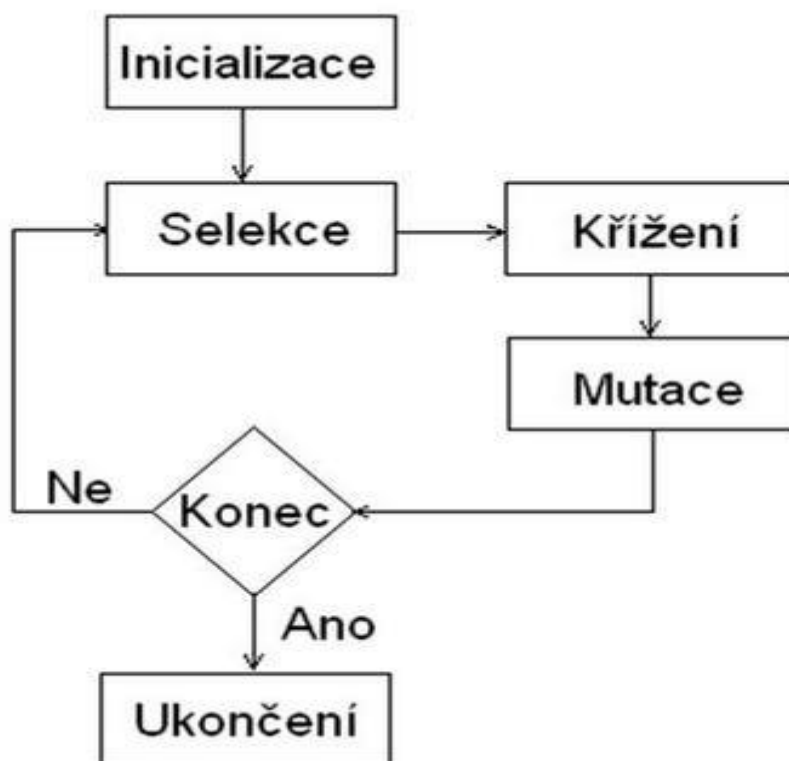 Inicializace
Selekce
Křížení
Mutace
Konec
Ne
Ano
Ukončení